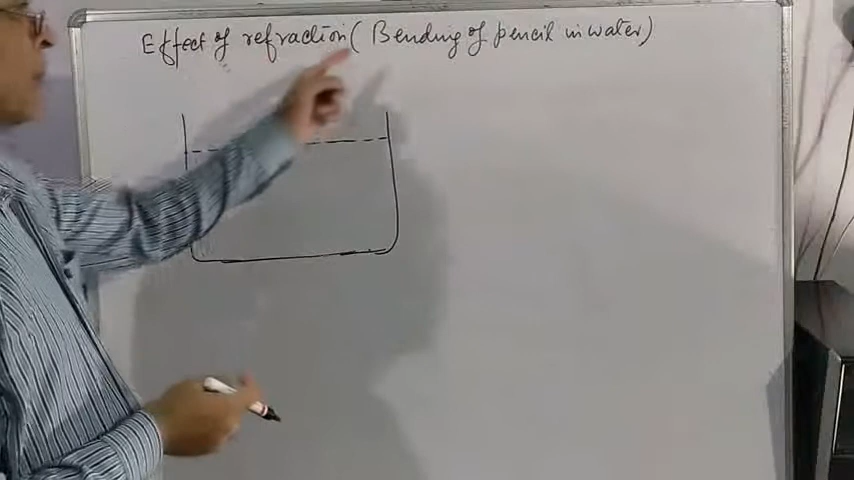 Effect of refraction ( Bending of pencil in water)